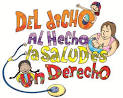 DEL DICHO
AL HECHO
la SALUD ES
UN DERECHO